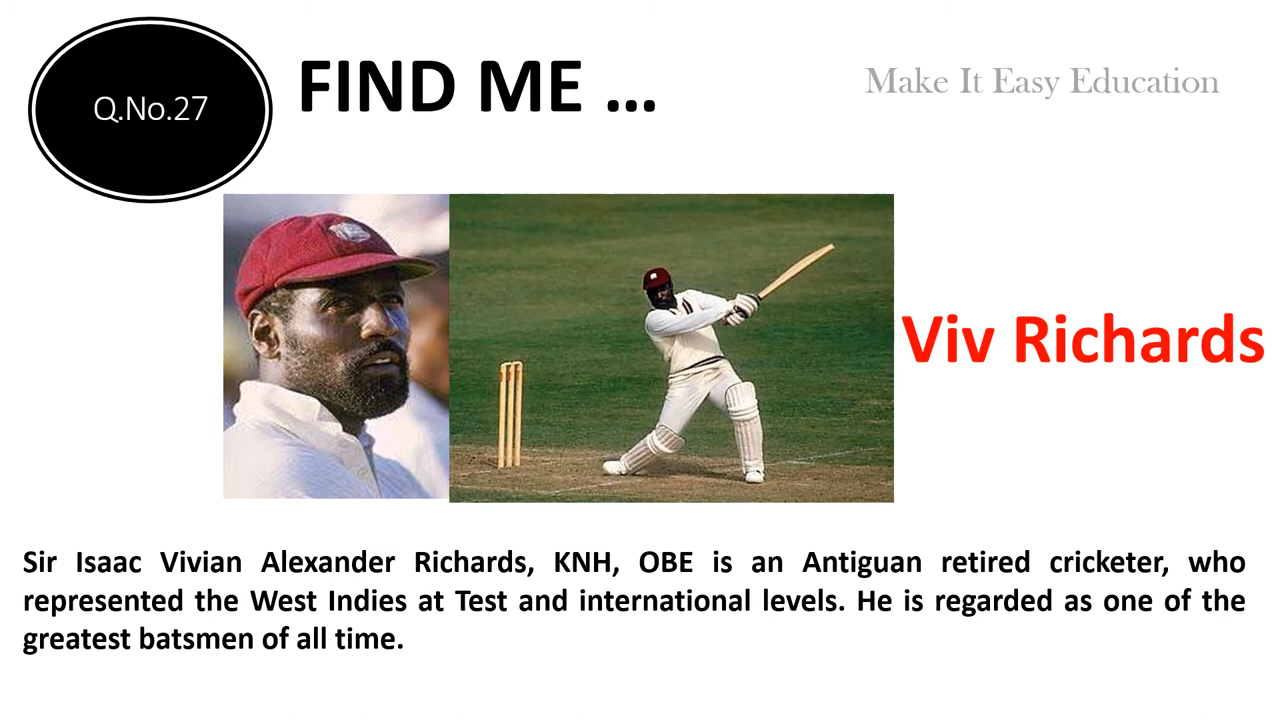 Q.No.27
FIND ME ...
Make It Easy Education
Viv Richards
Sir Isaac Vivian Alexander Richards, KNH, OBE is an Antiguan retired cricketer, who
represented the West Indies at Test and international levels. He is regarded as one of the
greatest batsmen of all time.